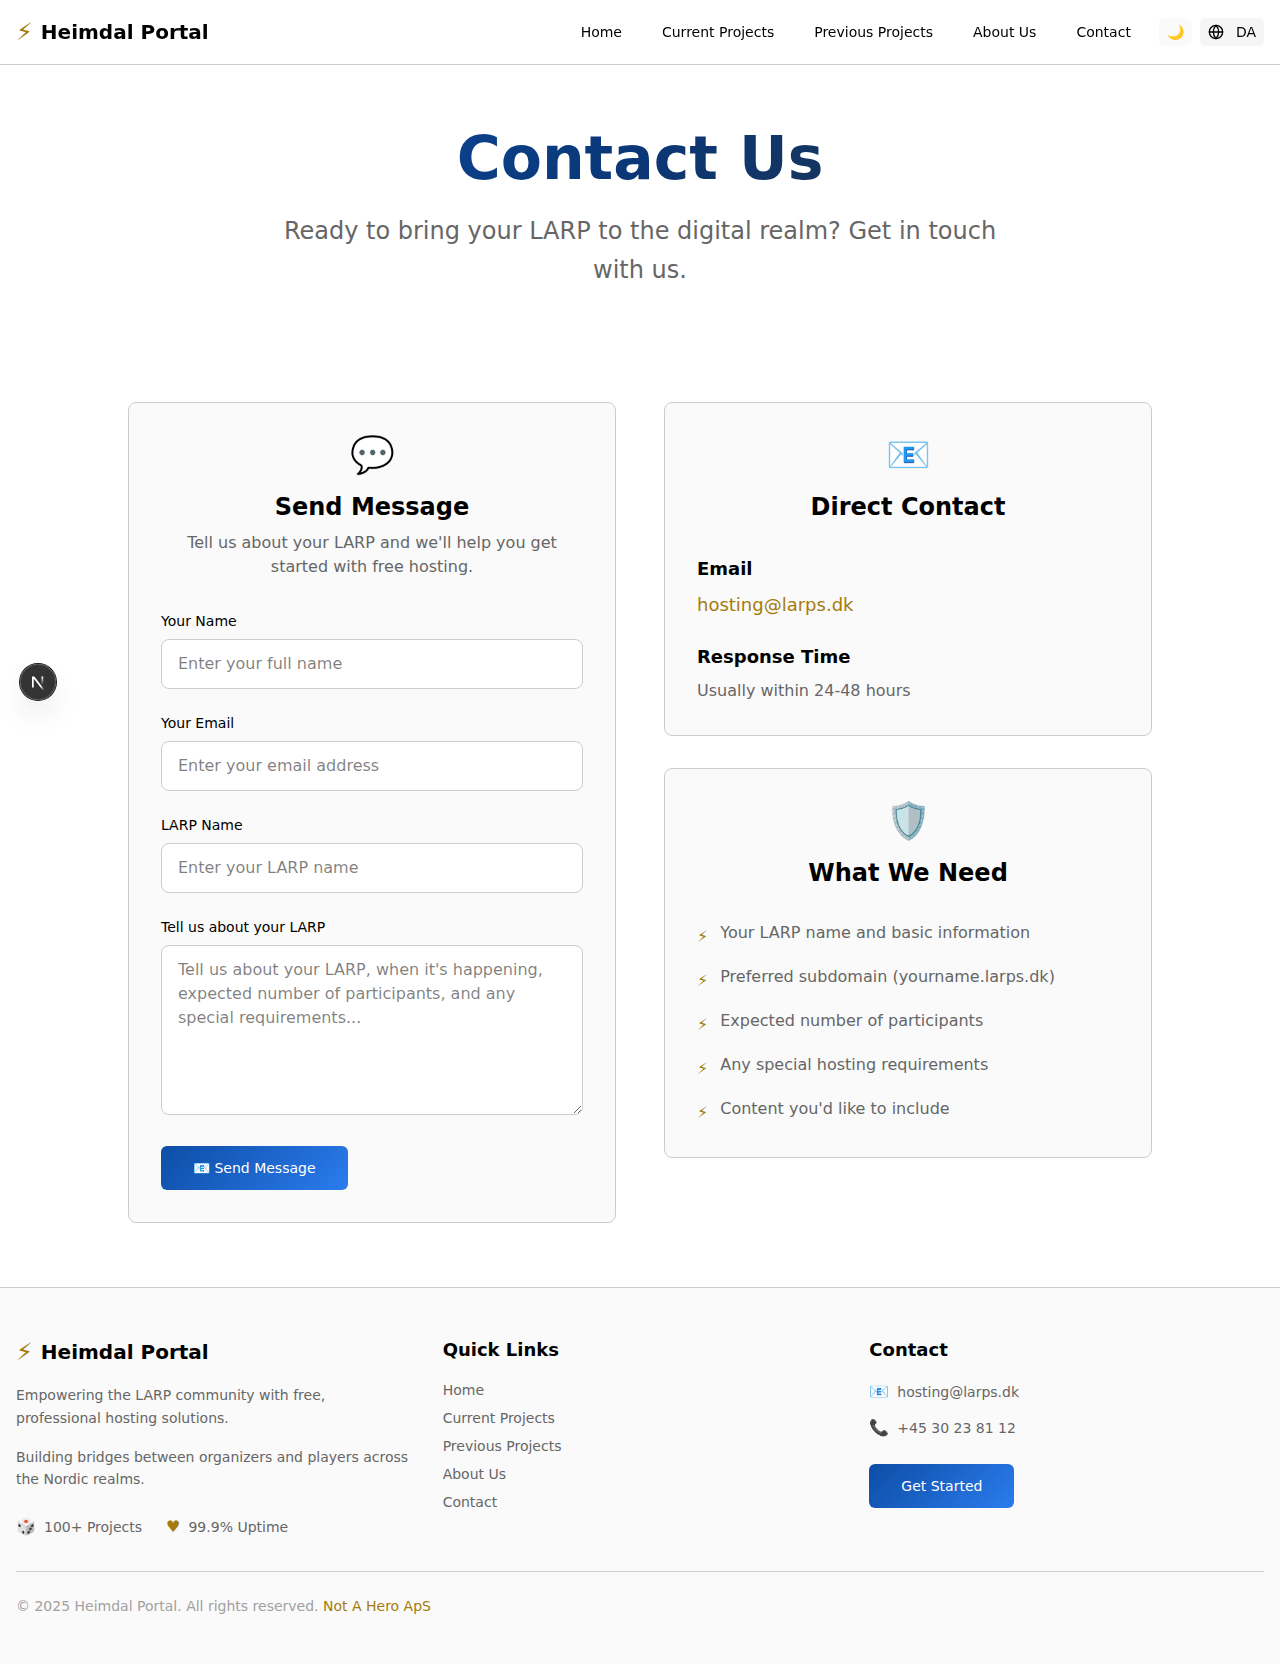 ⚡ Heimdal Portal
Home
Current Projects
Previous Projects
About Us
Contact
🌙
DA
Contact Us
Ready to bring your LARP to the digital realm? Get in touch
with us.
💬
Send Message
Tell us about your LARP and we'll help you get
started with free hosting.
Your Name
Enter your full name
Your Email
Enter your email address
LARP Name
Enter your LARP name
Tell us about your LARP
Tell us about your LARP, when it's happening,
expected number of participants, and any
special requirements...
📧 Send Message
📧
Direct Contact
Email
hosting@larps.dk
Response Time
Usually within 24-48 hours
🛡️
What We Need
⚡ Your LARP name and basic information
⚡ Preferred subdomain (yourname.larps.dk)
⚡ Expected number of participants
⚡ Any special hosting requirements
⚡ Content you'd like to include
N
⚡ Heimdal Portal
Empowering the LARP community with free,
professional hosting solutions.
Building bridges between organizers and players across
the Nordic realms.
🎲 100+ Projects
♥ 99.9% Uptime
Quick Links
Home
Current Projects
Previous Projects
About Us
Contact
Contact
📧 hosting@larps.dk
📞 +45 30 23 81 12
Get Started
© 2025 Heimdal Portal. All rights reserved. Not A Hero ApS